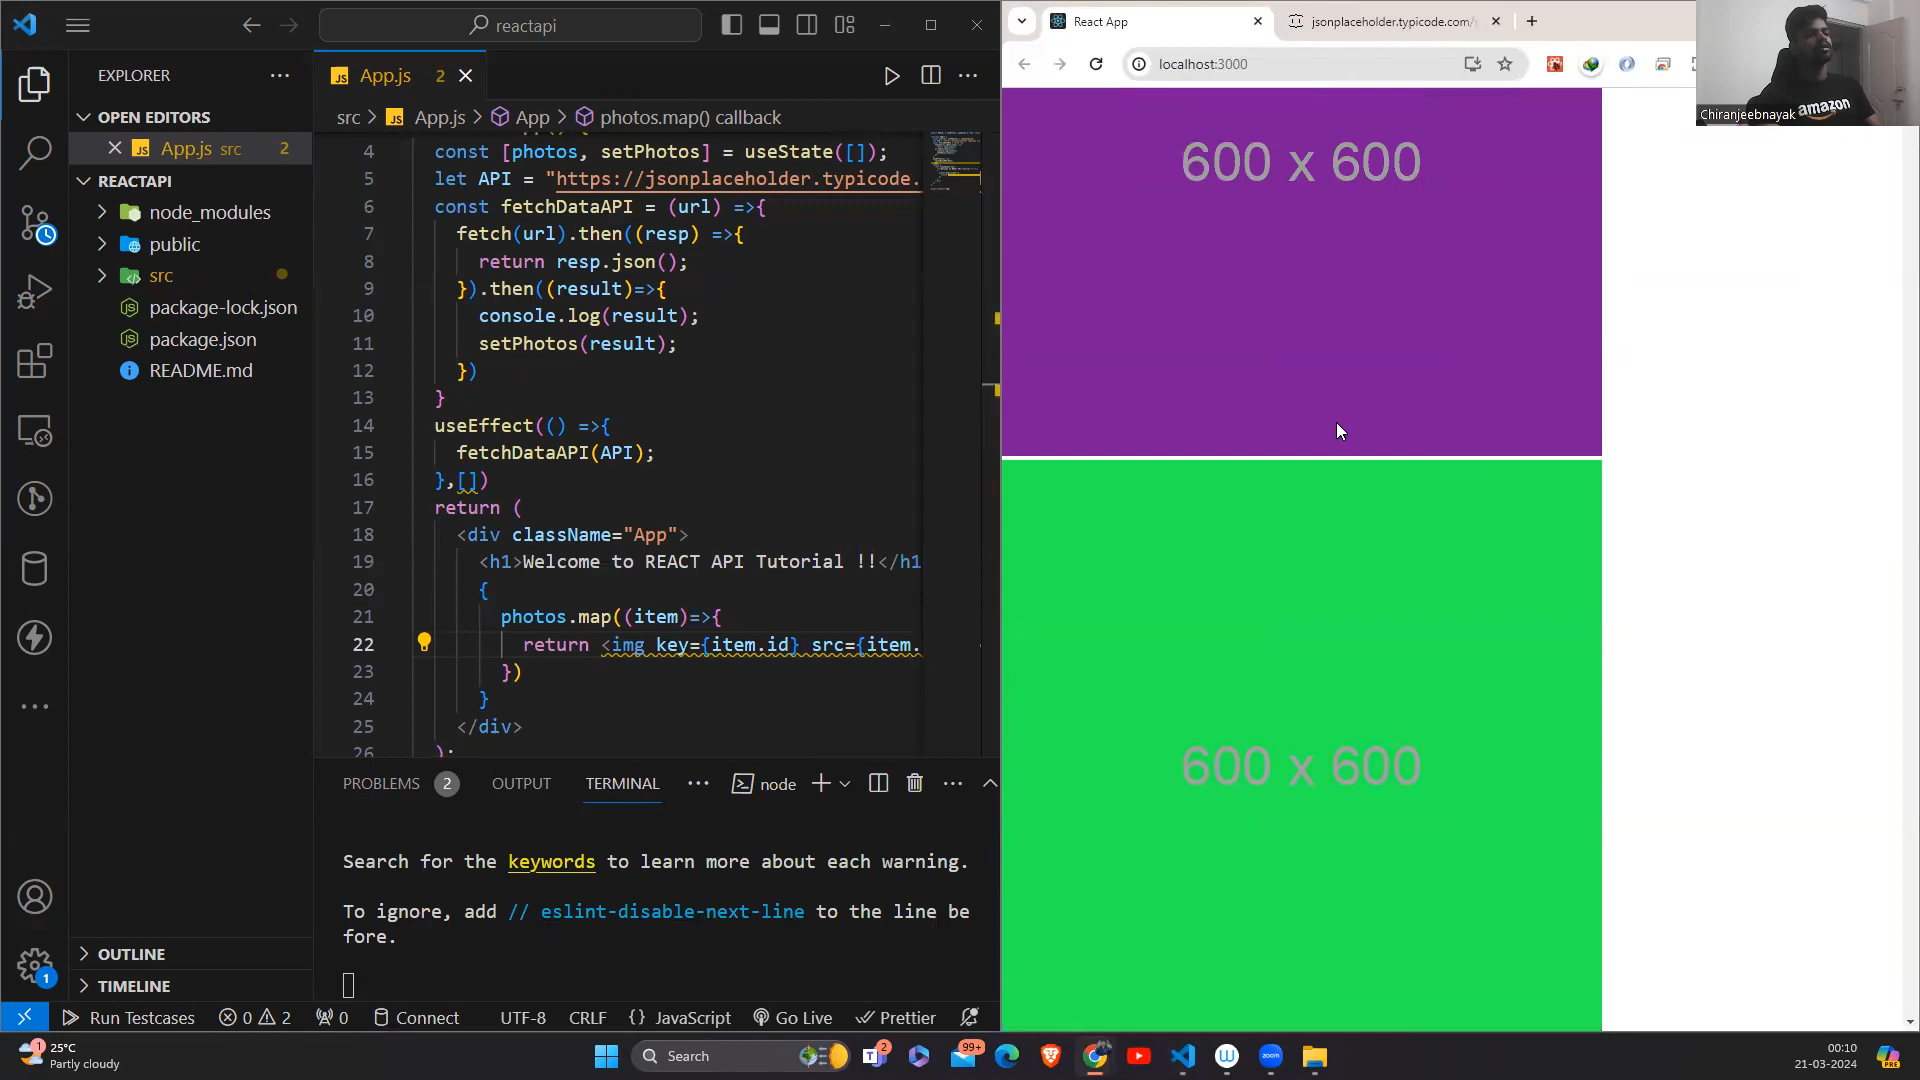 reactapi
React App
jsonplaceholder.typicode.com/
EXPLORER
App.js 2
localhost:3000
Chiranjeebnayak
amazon
OPEN EDITORS
App.js src 2
src > App.js > App > photos.map() callback
REACTAPI
node_modules
public
src
package-lock.json
package.json
README.md
4 const [photos, setPhotos] = useState([]);
5 let API = "https://jsonplaceholder.typicode.
6 const fetchDataAPI = (url) =>{
7 fetch(url).then((resp) =>{
8 return resp.json();
9 }).then((result)=>{
10 console.log(result);
11 setPhotos(result);
12 })
13 }
14 useEffect(() =>{
15 fetchDataAPI(API);
16 },[])
17 return (
18 <div className="App">
19 <h1>Welcome to REACT API Tutorial !!</h1
20 {
21 photos.map((item)=>{
22 return <img key={item.id} src={item.
23 })
24 }
25 </div>
26 );
600 x 600
600 x 600
PROBLEMS 2 OUTPUT TERMINAL ... node
Search for the keywords to learn more about each warning.
To ignore, add // eslint-disable-next-line to the line be
fore.
OUTLINE
TIMELINE
1
Run Testcases 0 2 0 Connect UTF-8 CRLF {} JavaScript Go Live Prettier
1
25°C
Partly cloudy
Search
2
99+
zoom
PRE
00:10
21-03-2024